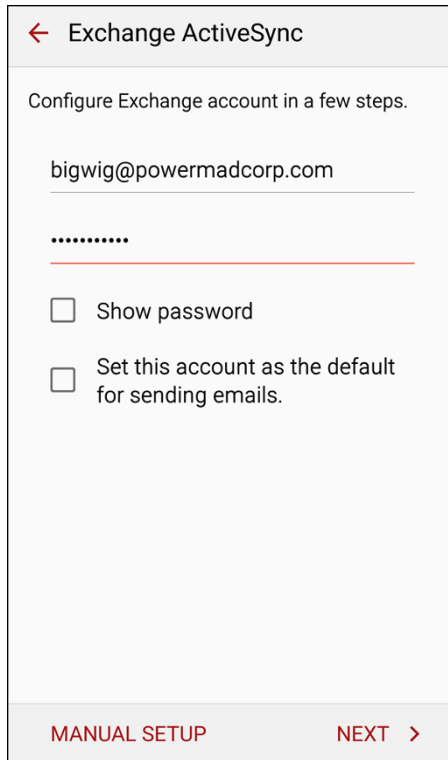 Exchange ActiveSync
Configure Exchange account in a few steps.
bigwig@powermadcorp.com
•••••••••••
Show password
Set this account as the default
for sending emails.
MANUAL SETUP
NEXT